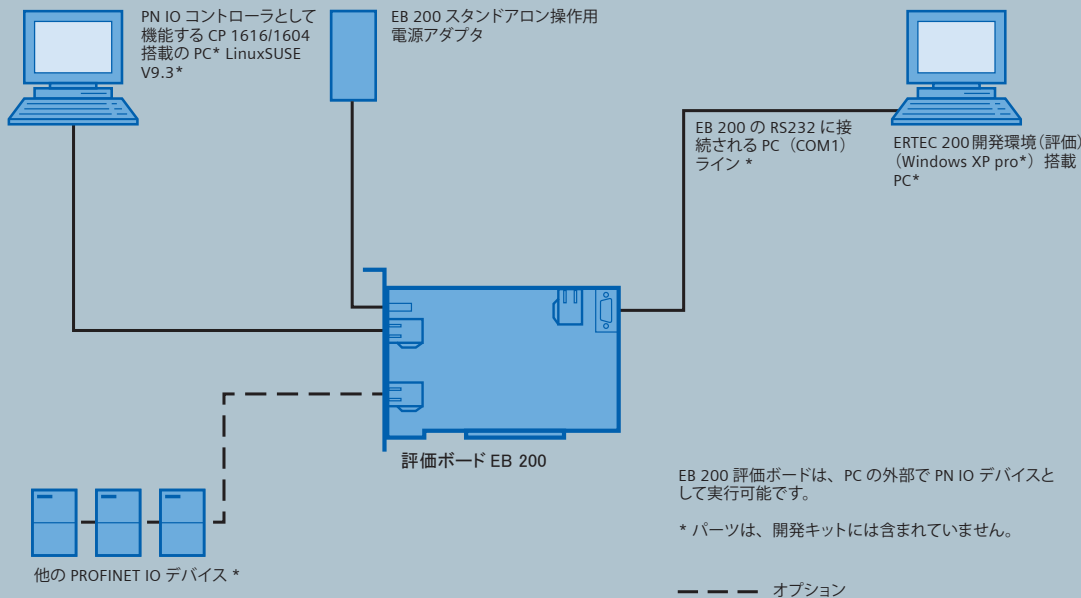 PN IO コントローラとして
機能する CP 1616/1604
搭載の PC* LinuxSUSE
V9.3*
EB 200 スタンドアロン操作用
電源アダプタ
EB 200 の RS232 に接
続される PC（COM1）
ライン *
ERTEC 200 開発環境（評価）
（Windows XP pro*）搭載
PC*
評価ボード EB 200
EB 200 評価ボードは、PC の外部で PN IO デバイスと
して実行可能です。
* パーツは、開発キットには含まれていません。
他の PROFINET IO デバイス *
オプション